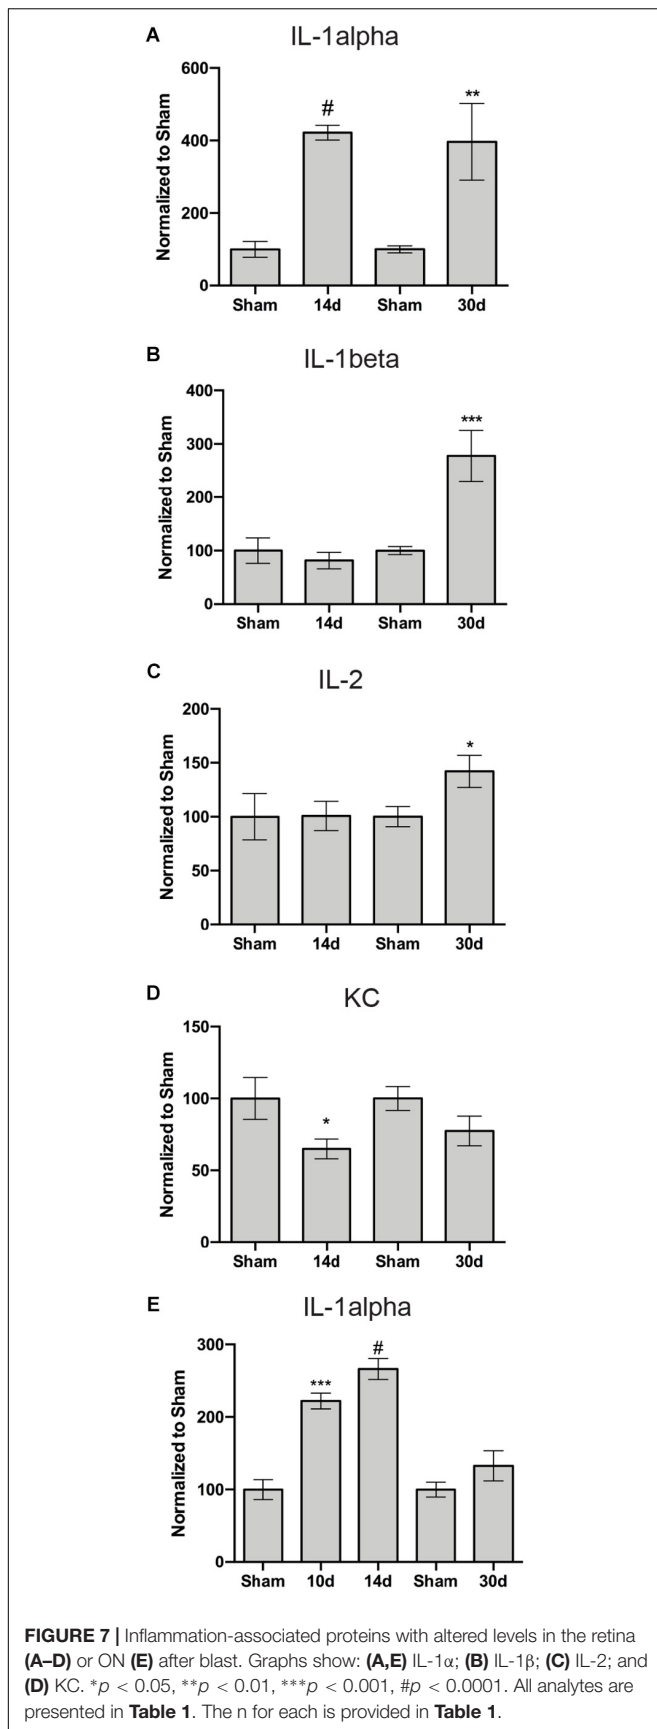 A IL-1alpha
Normalized to Sham
600
400
200
0
#
**
Sham 14d Sham 30d
B IL-1beta
Normalized to Sham
400
300
200
100
0
***
Sham 14d Sham 30d
C IL-2
Normalized to Sham
200
150
100
50
0
*
Sham 14d Sham 30d
D KC
Normalized to Sham
150
100
50
0
*
Sham 14d Sham 30d
E IL-1alpha
Normalized to Sham
300
200
100
0
***
#
Sham 10d 14d Sham 30d
FIGURE 7 | Inflammation-associated proteins with altered levels in the retina
(A–D) or ON (E) after blast. Graphs show: (A,E) IL-1α; (B) IL-1β; (C) IL-2; and
(D) KC. *p < 0.05, **p < 0.01, ***p < 0.001, #p < 0.0001. All analytes are
presented in Table 1. The n for each is provided in Table 1.